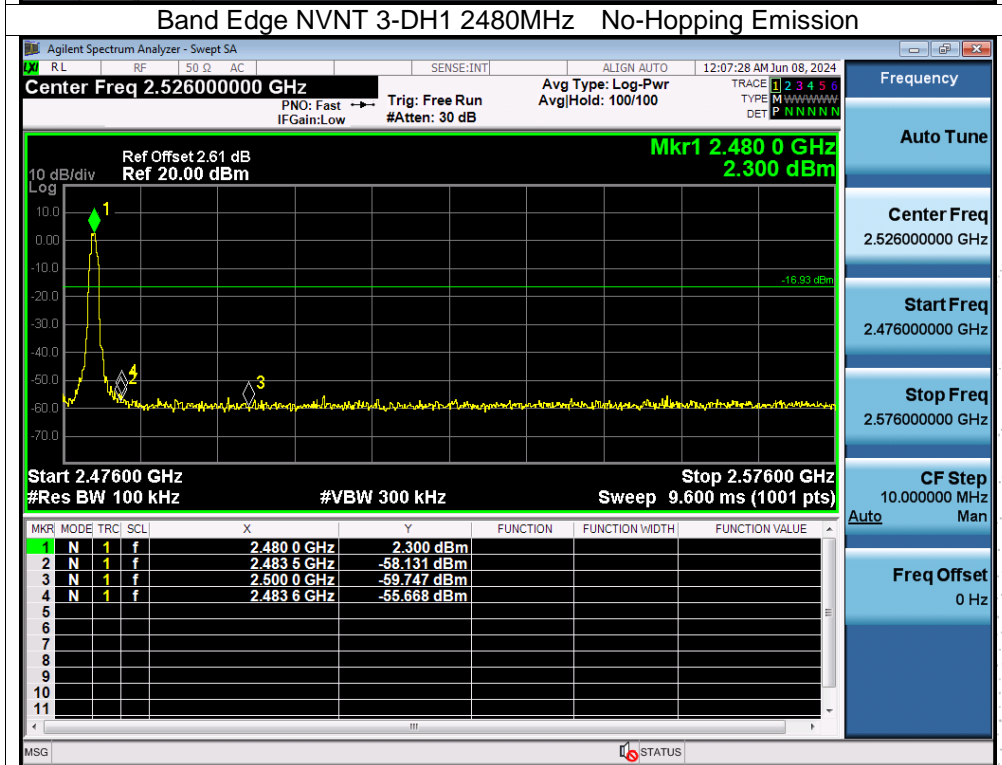 Band Edge NVNT 3-DH1 2480MHz No-Hopping Emission
Agilent Spectrum Analyzer - Swept SA
LXI RL RF 50 Ω AC SENSE:INT ALIGN AUTO 12:07:28 AM Jun 08, 2024
Center Freq 2.526000000 GHz
PNO: Fast
IFGain:Low
Trig: Free Run
#Atten: 30 dB
Avg Type: Log-Pwr
Avg|Hold: 100/100
TRACE 1 2 3 4 5 6
TYPE M W W W W W
DET P N N N N N
Frequency
Auto Tune
Center Freq
2.526000000 GHz
Start Freq
2.476000000 GHz
Stop Freq
2.576000000 GHz
CF Step
10.000000 MHz
Auto Man
Freq Offset
0 Hz
Mkr1 2.480 0 GHz
2.300 dBm
Ref Offset 2.61 dB
10 dB/div Ref 20.00 dBm
Log
10.0
0.00
-10.0
-20.0
-30.0
-40.0
-50.0
-60.0
-70.0
1
-16.93 dBm
4
2
3
Start 2.47600 GHz Stop 2.57600 GHz
#Res BW 100 kHz #VBW 300 kHz Sweep 9.600 ms (1001 pts)
MKR MODE TRC SCL X Y FUNCTION FUNCTION WIDTH FUNCTION VALUE
1 N 1 f 2.480 0 GHz 2.300 dBm
2 N 1 f 2.483 5 GHz -58.131 dBm
3 N 1 f 2.500 0 GHz -59.747 dBm
4 N 1 f 2.483 6 GHz -55.668 dBm
5
6
7
8
9
10
11
MSG STATUS